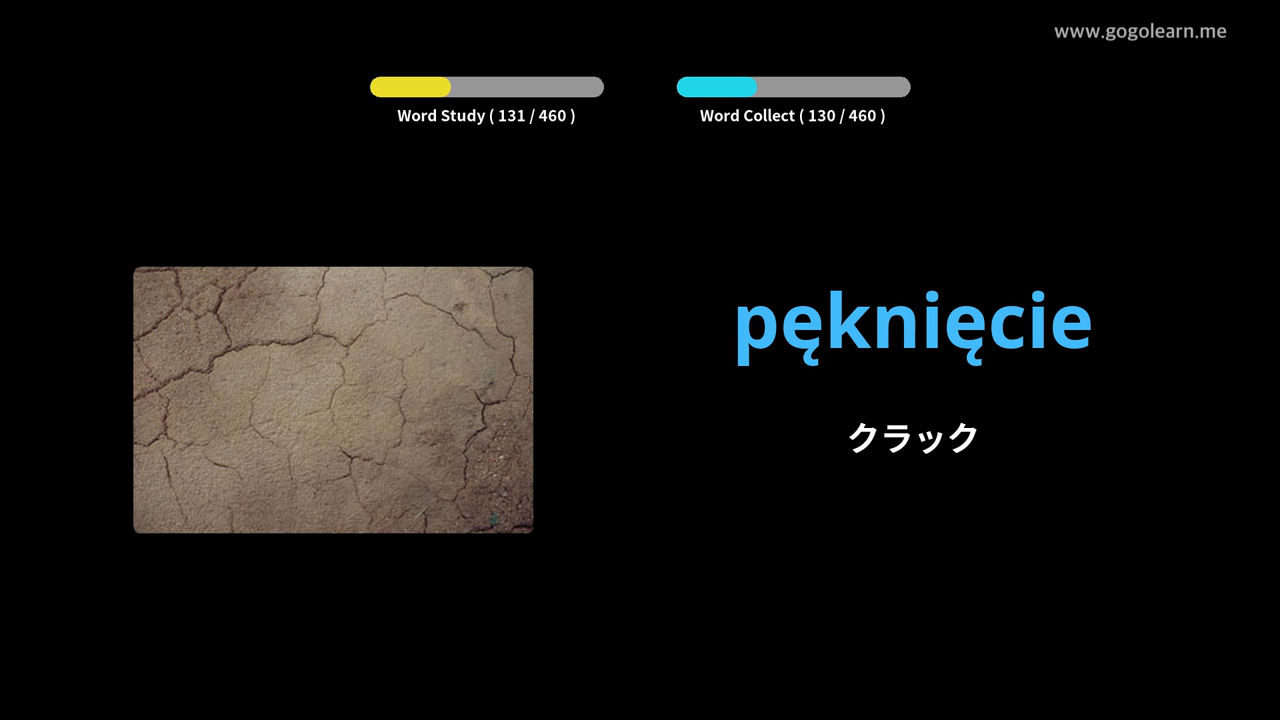 www.gogolearn.me
Word Study ( 131 / 460 )
Word Collect ( 130 / 460 )
pęknięcie
クラック